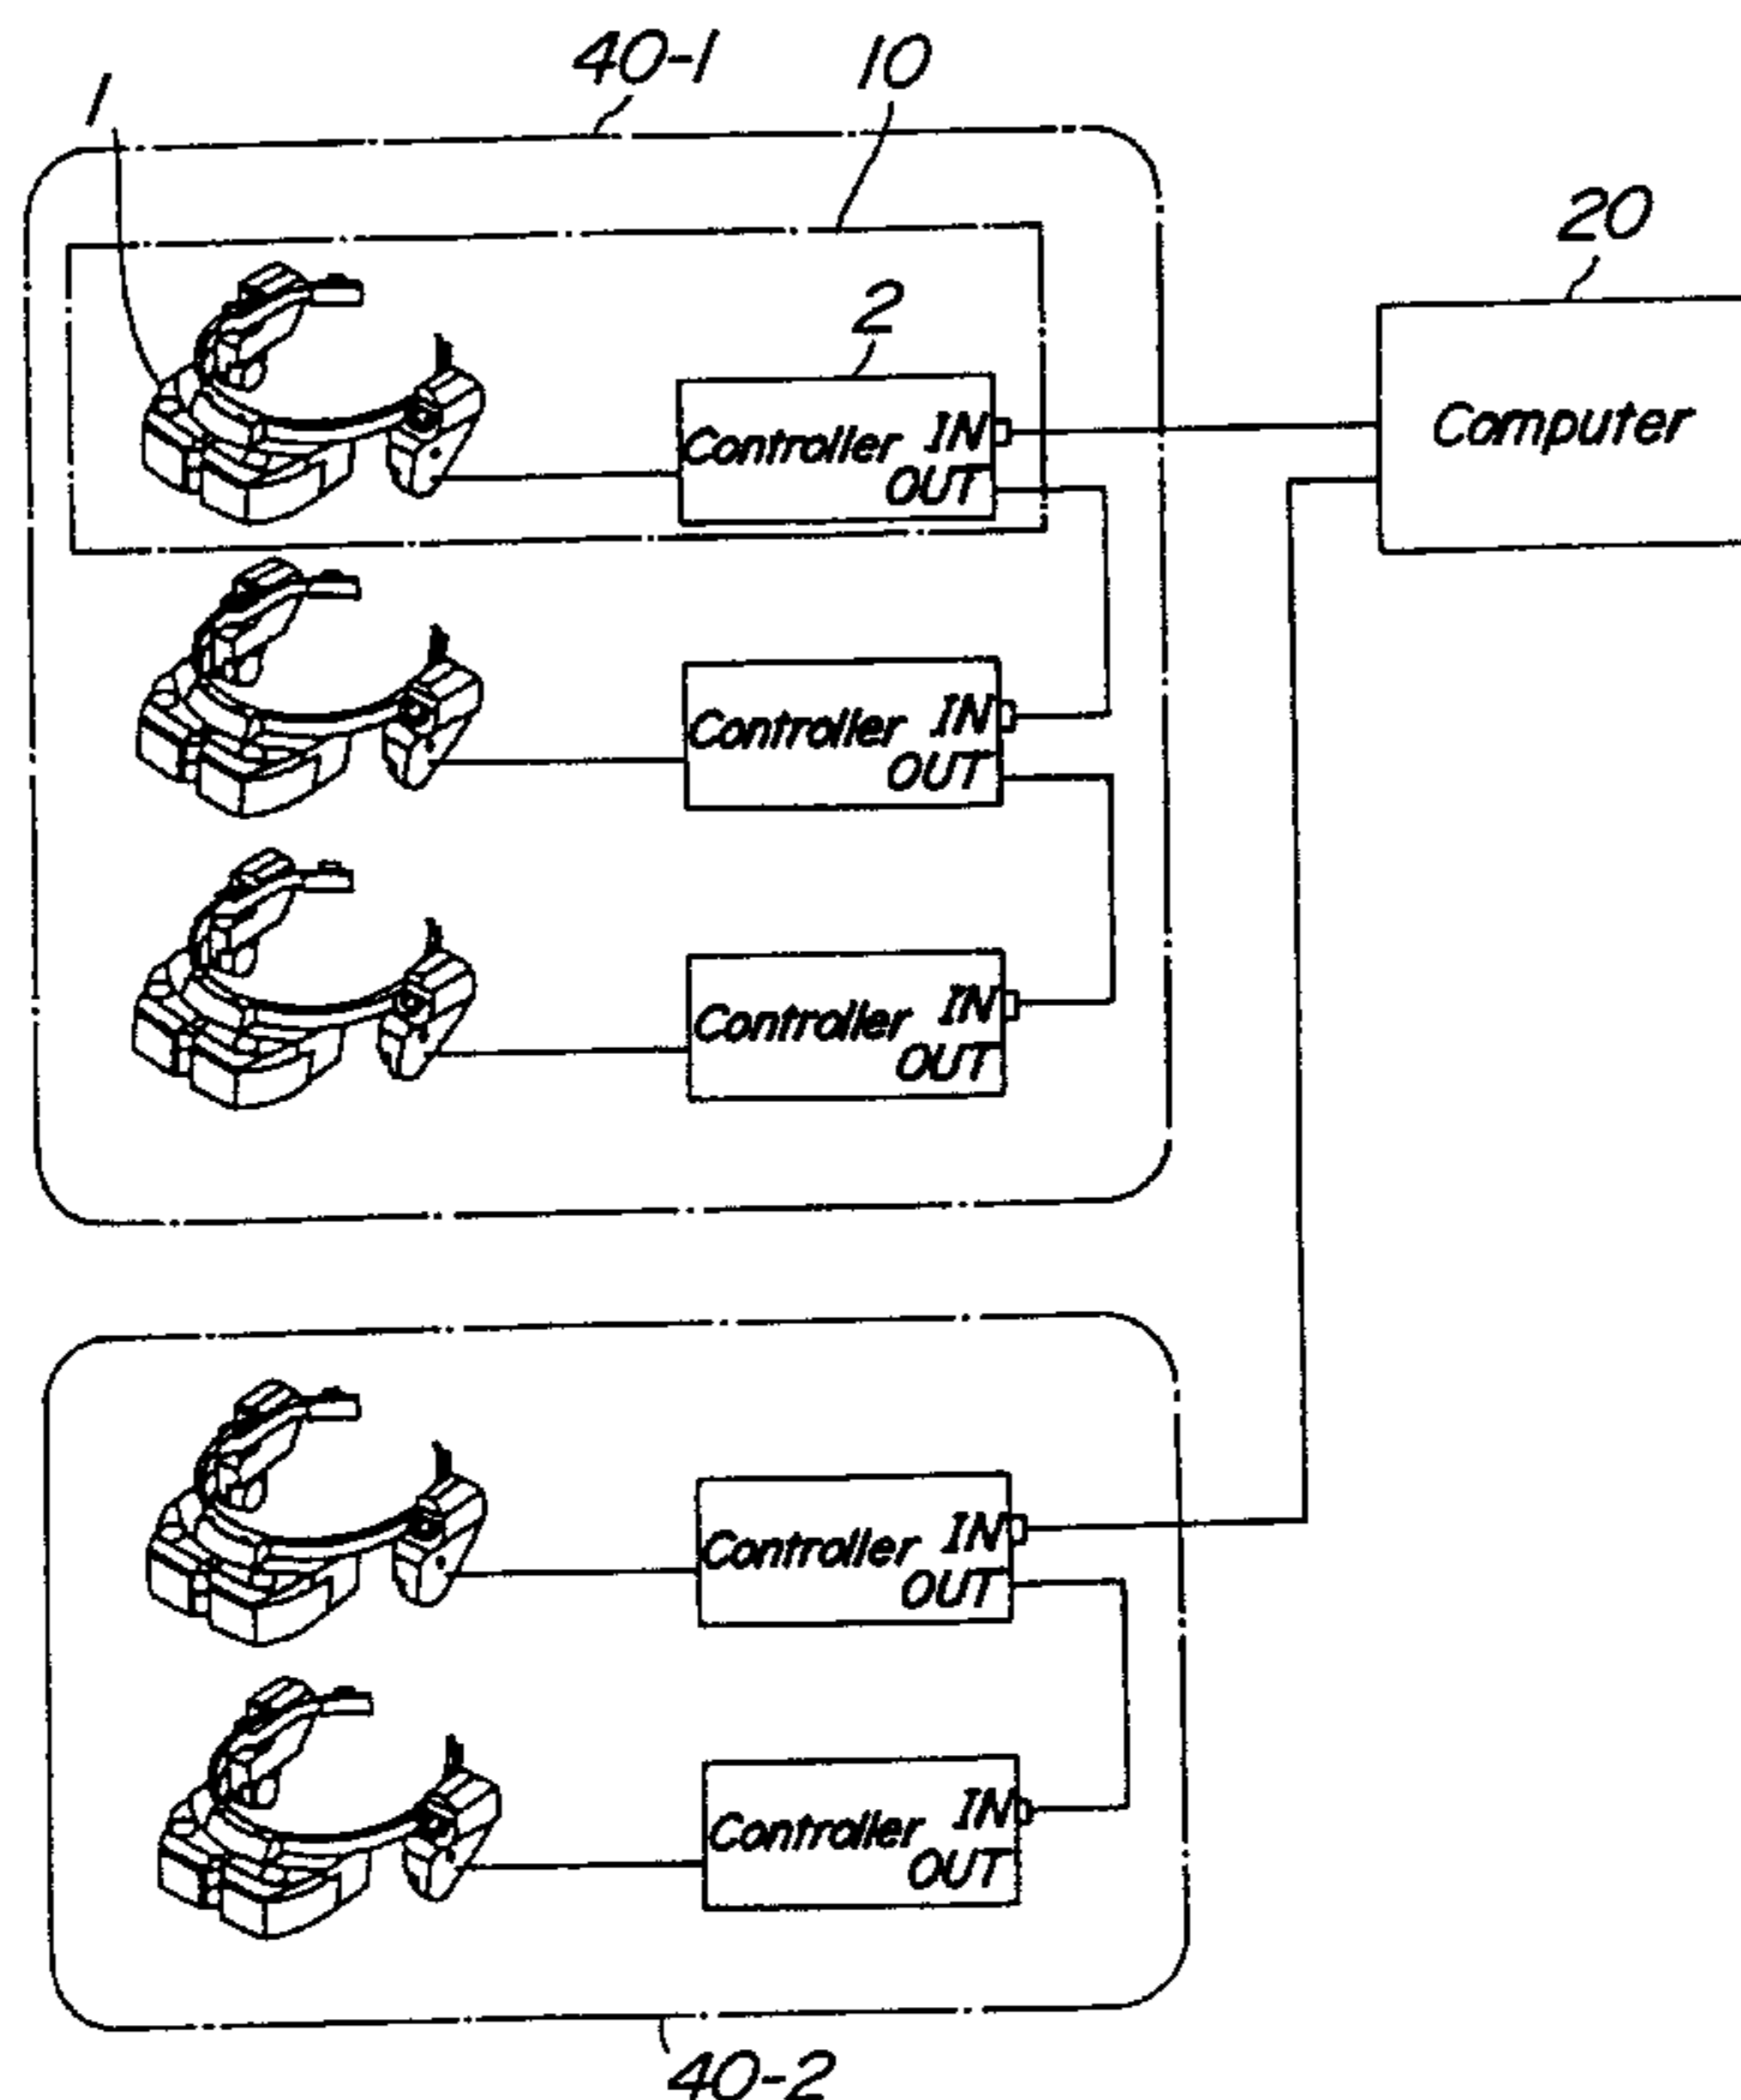 40-1
10
1
20
2
Controller IN
OUT
Computer
Controller IN
OUT
Controller IN
OUT
Controller IN
OUT
Controller IN
OUT
40-2